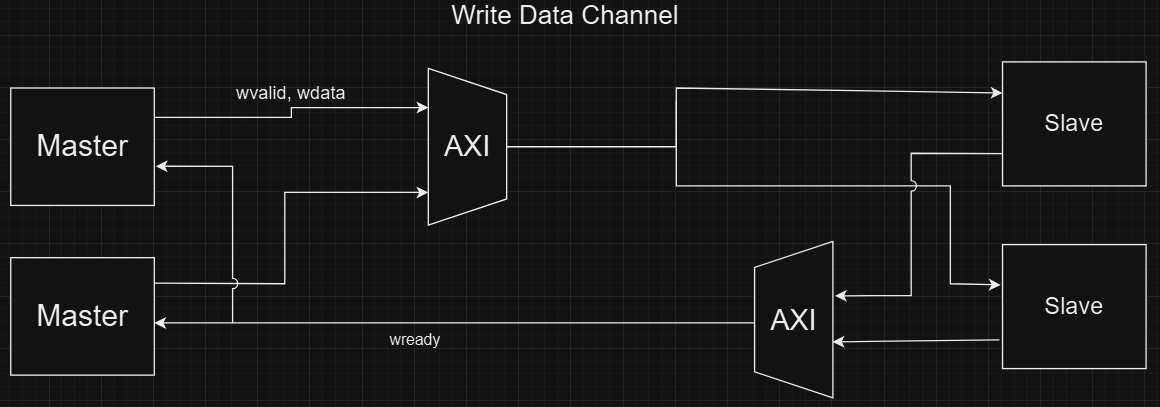 Write Data Channel
wvalid, wdata
Master
AXI
Slave
Master
AXI
Slave
wready